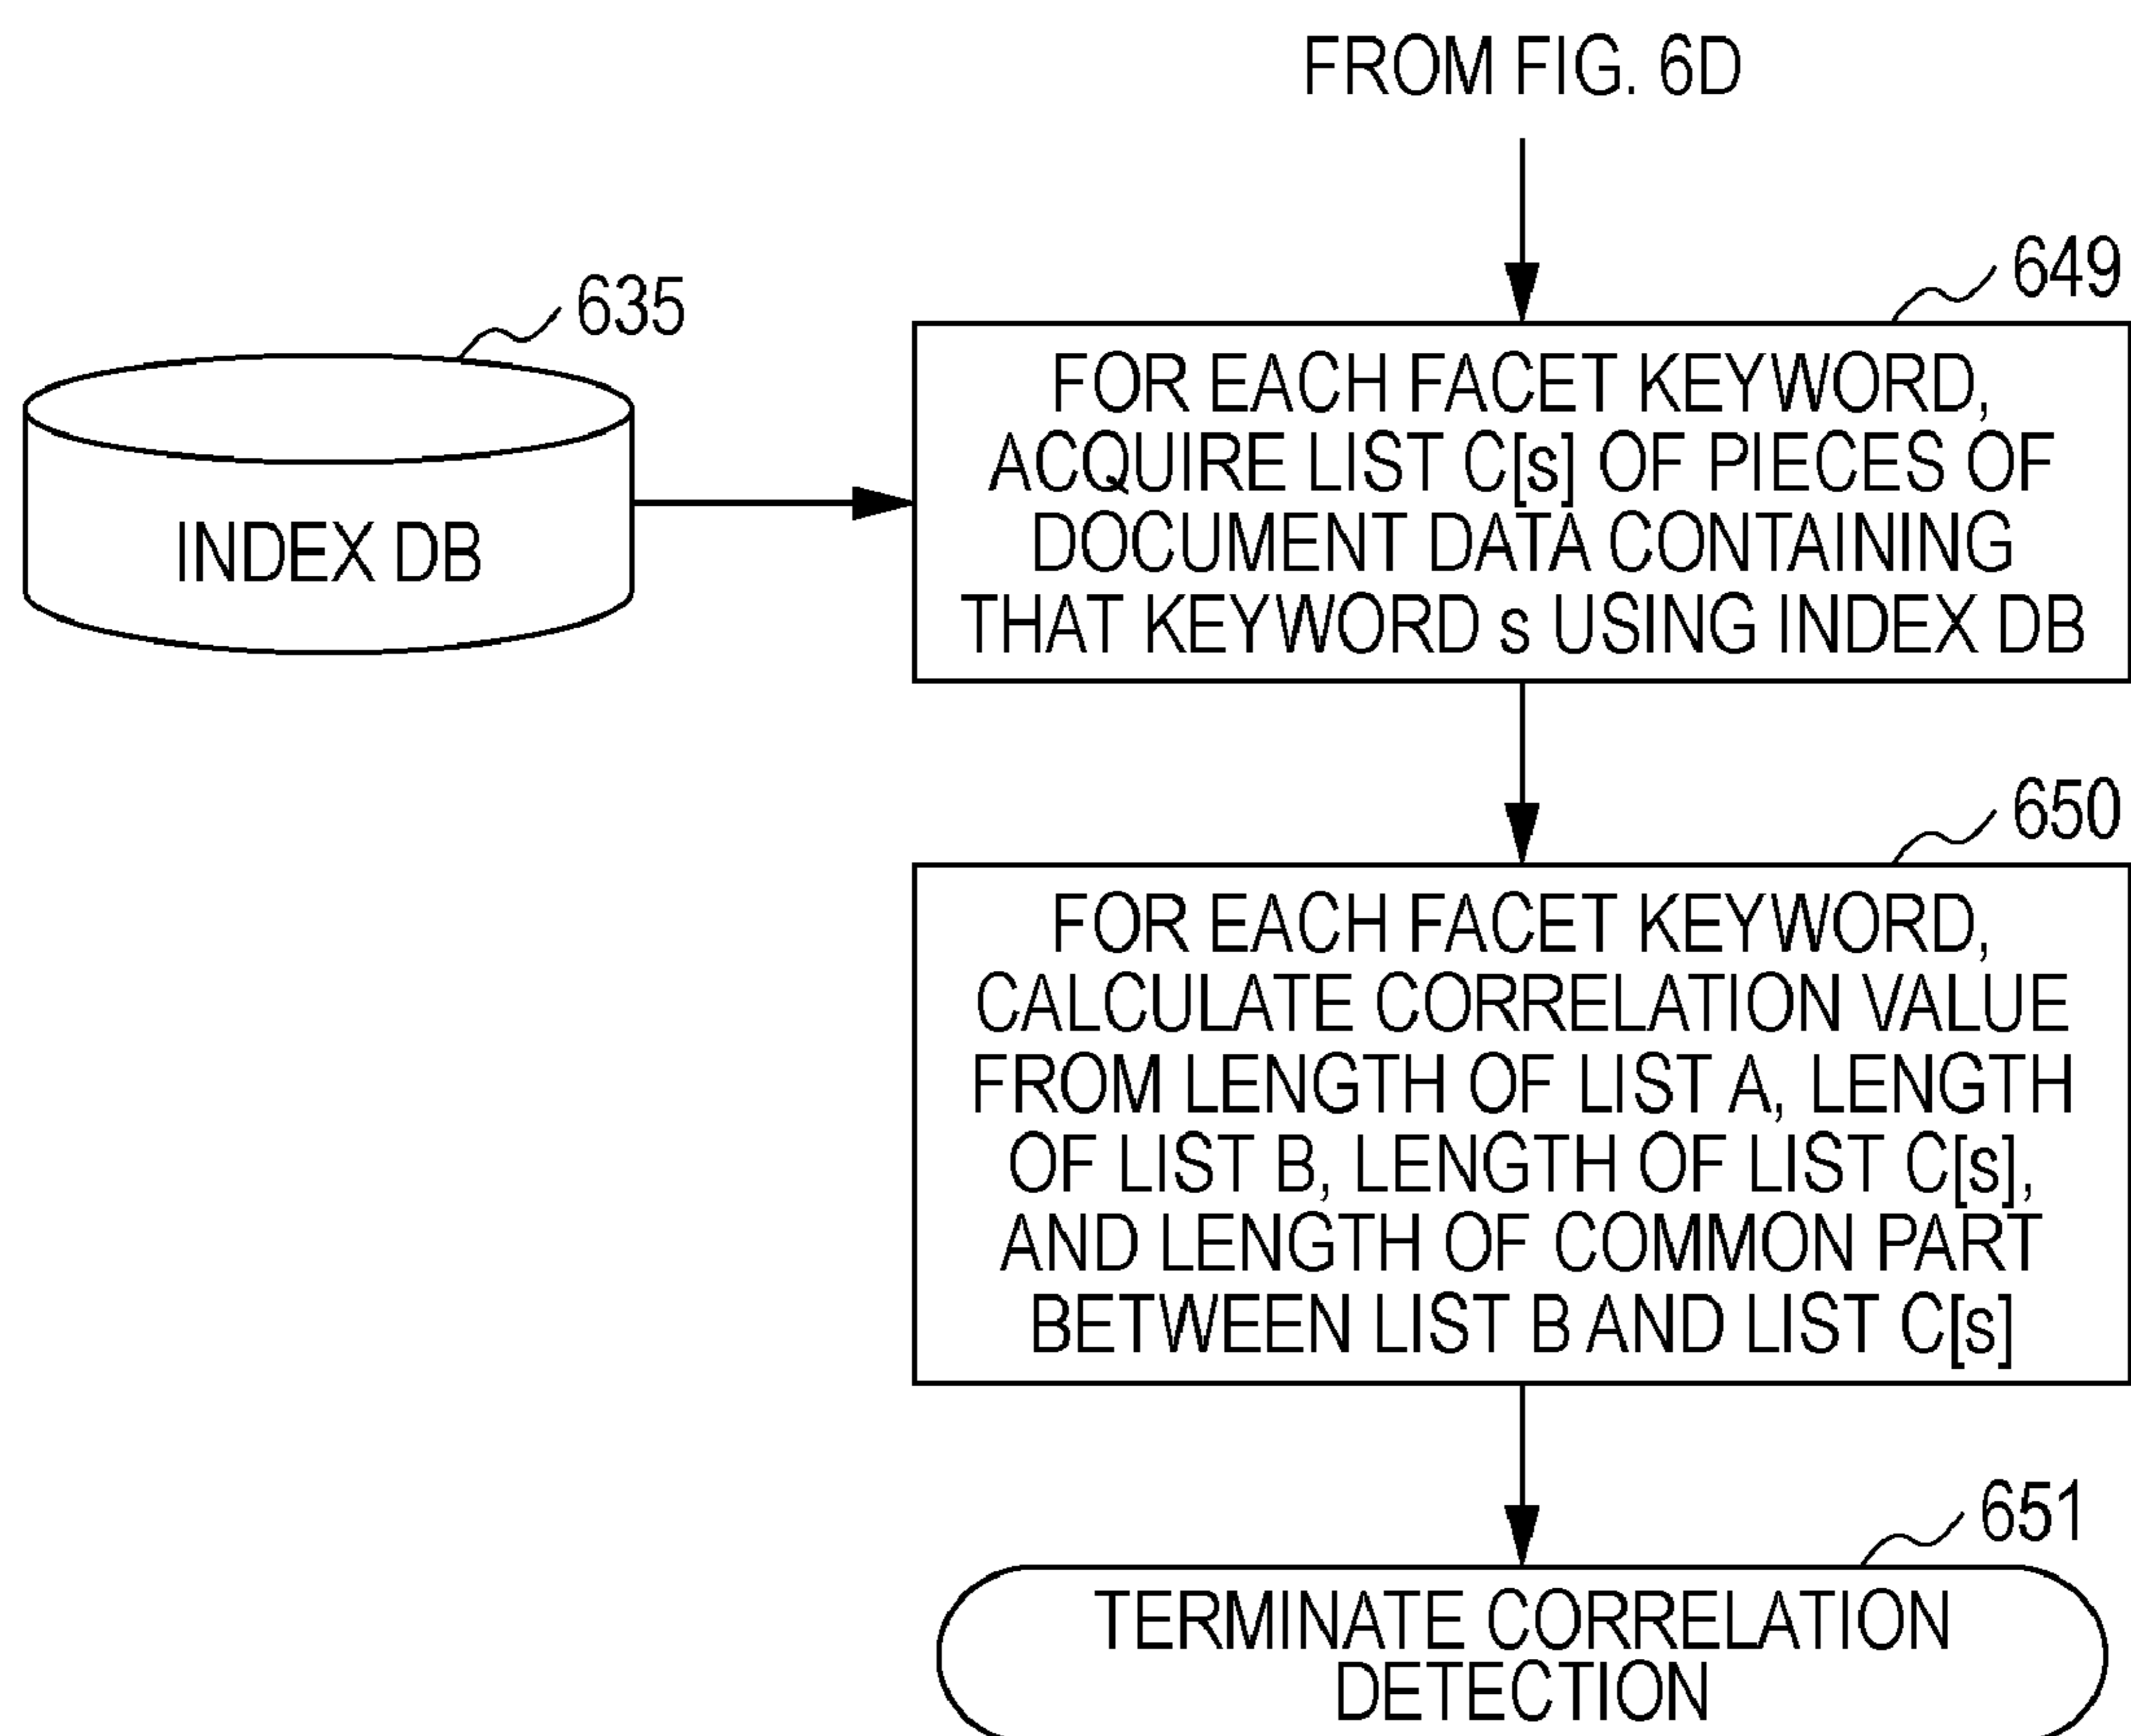 FROM FIG. 6D
649
635
FOR EACH FACET KEYWORD,
ACQUIRE LIST C[s] OF PIECES OF
DOCUMENT DATA CONTAINING
THAT KEYWORD s USING INDEX DB
INDEX DB
650
FOR EACH FACET KEYWORD,
CALCULATE CORRELATION VALUE
FROM LENGTH OF LIST A, LENGTH
OF LIST B, LENGTH OF LIST C[s],
AND LENGTH OF COMMON PART
BETWEEN LIST B AND LIST C[s]
651
TERMINATE CORRELATION
DETECTION